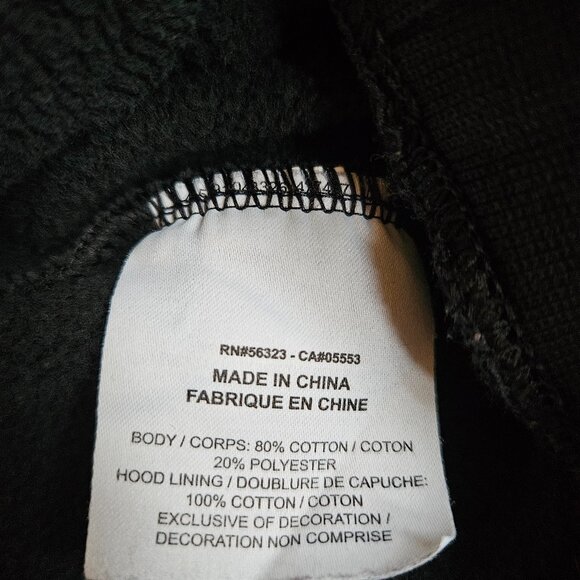 RN#56323 - CA#05553
MADE IN CHINA
FABRIQUE EN CHINE
BODY / CORPS: 80% COTTON / COTON
20% POLYESTER
HOOD LINING / DOUBLURE DE CAPUCHE:
100% COTTON / COTON
EXCLUSIVE OF DECORATION /
DECORATION NON COMPRISE